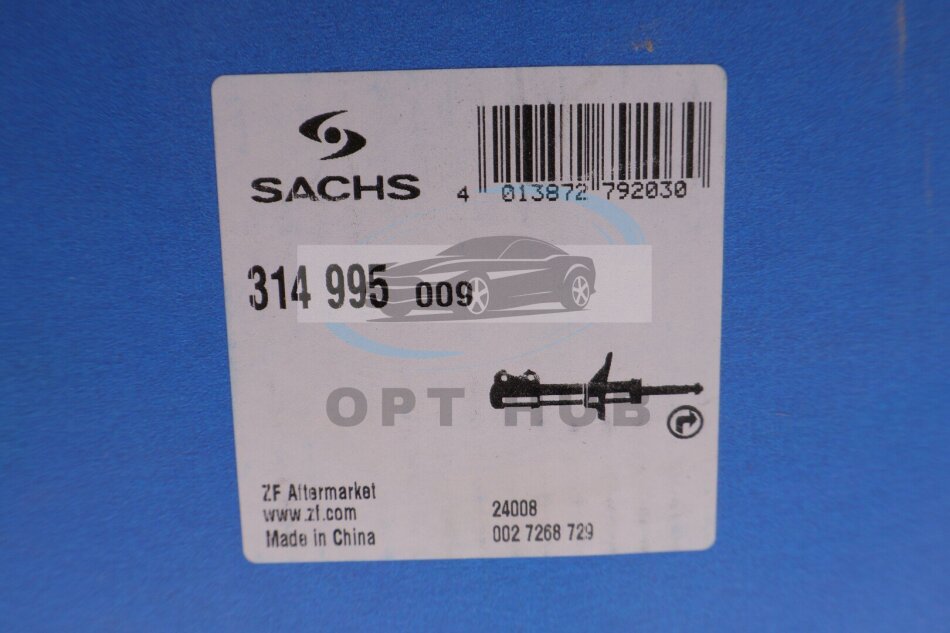 SACHS
4 013872 792030
314 995 009
OPT HUB
ZF Aftermarket
www.zf.com
Made in China
24008
002 7268 729